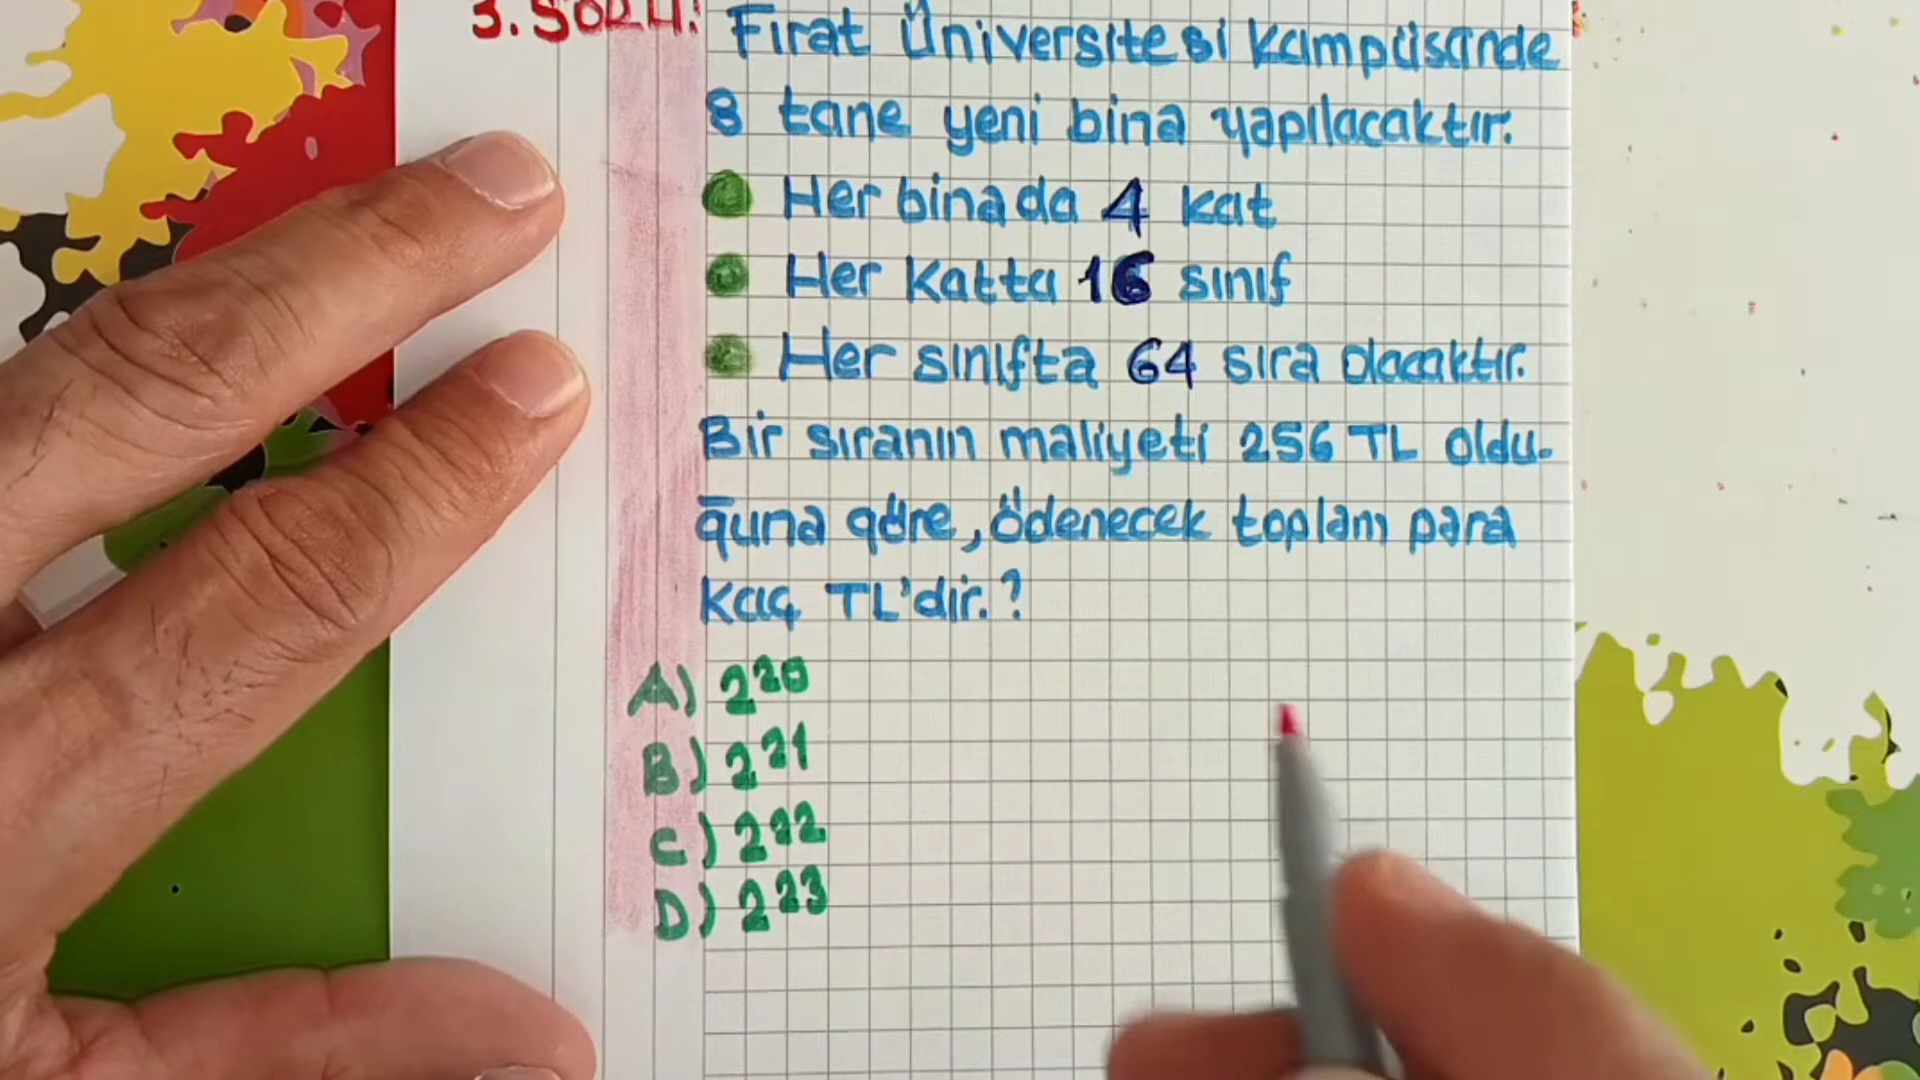 3. SORU:
Fırat Üniversitesi kampüsünde
8 tane yeni bina yapılacaktır.
Her binada 4 kat
Her katta 16 sınıf
Her sınıfta 64 sıra olacaktır.
Bir sıranın maliyeti 256 TL oldu-
ğuna göre, ödenecek toplam para
kaç TL'dir.?
A) 2²⁰
B) 2²¹
C) 2²²
D) 2²³